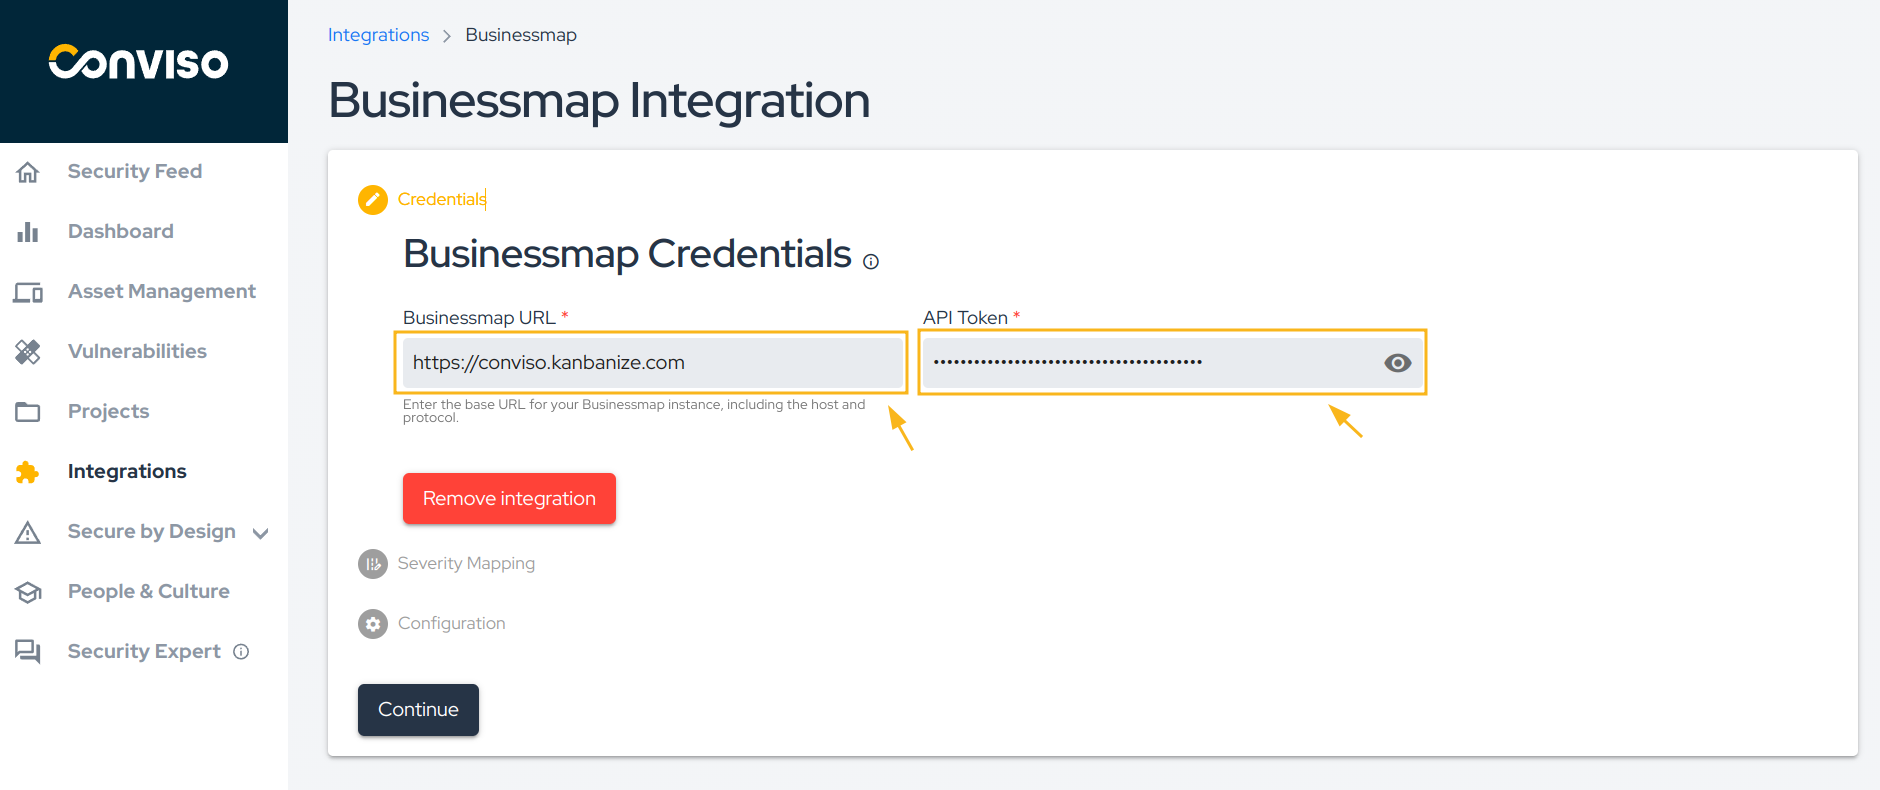 Conviso
Integrations > Businessmap
Businessmap Integration
Security Feed
Dashboard
Asset Management
Vulnerabilities
Projects
Integrations
Secure by Design
People & Culture
Security Expert
Credentials
Businessmap Credentials
Businessmap URL *
https://conviso.kanbanize.com
Enter the base URL for your Businessmap instance, including the host and
protocol.
API Token *
••••••••••••••••••••••••••••••••••••••••
Remove integration
Severity Mapping
Configuration
Continue